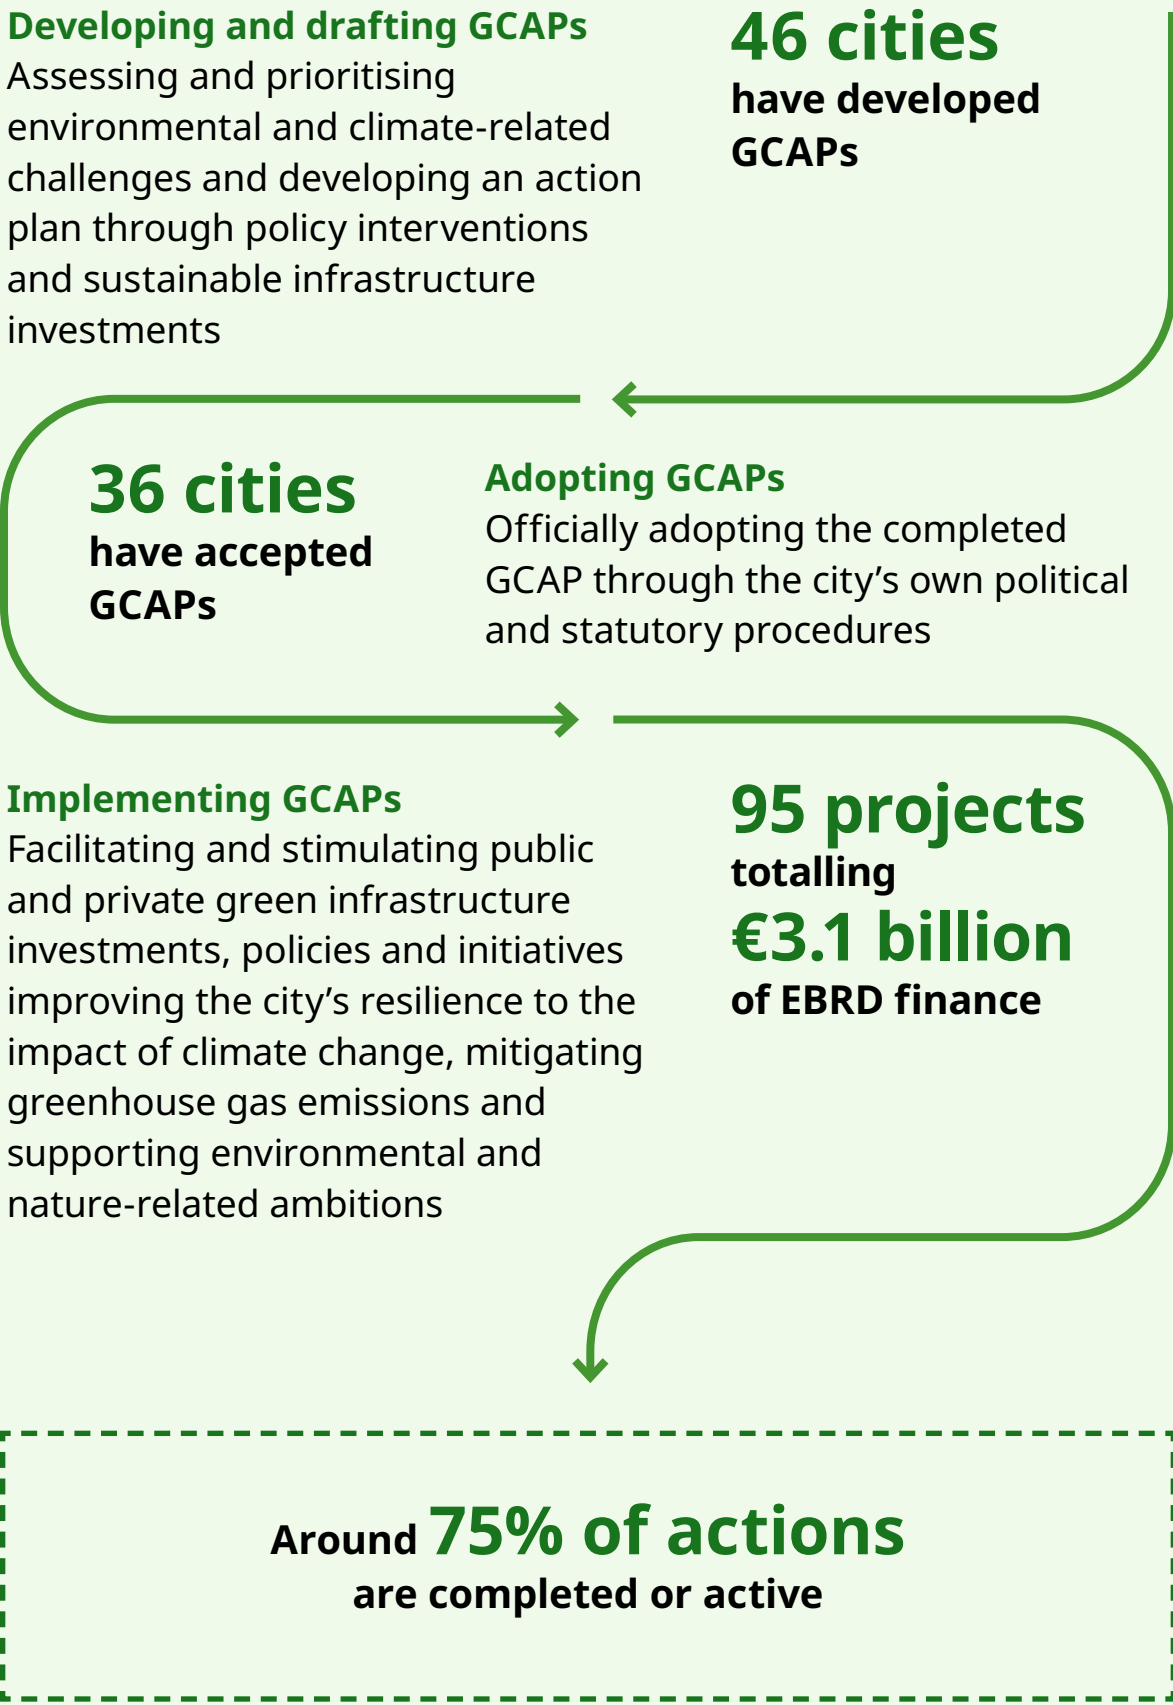 Developing and drafting GCAPs
Assessing and prioritising
environmental and climate-related
challenges and developing an action
plan through policy interventions
and sustainable infrastructure
investments
46 cities
have developed
GCAPs
36 cities
have accepted
GCAPs
Adopting GCAPs
Officially adopting the completed
GCAP through the city’s own political
and statutory procedures
Implementing GCAPs
Facilitating and stimulating public
and private green infrastructure
investments, policies and initiatives
improving the city’s resilience to the
impact of climate change, mitigating
greenhouse gas emissions and
supporting environmental and
nature-related ambitions
95 projects
totalling
€3.1 billion
of EBRD finance
Around 75% of actions
are completed or active